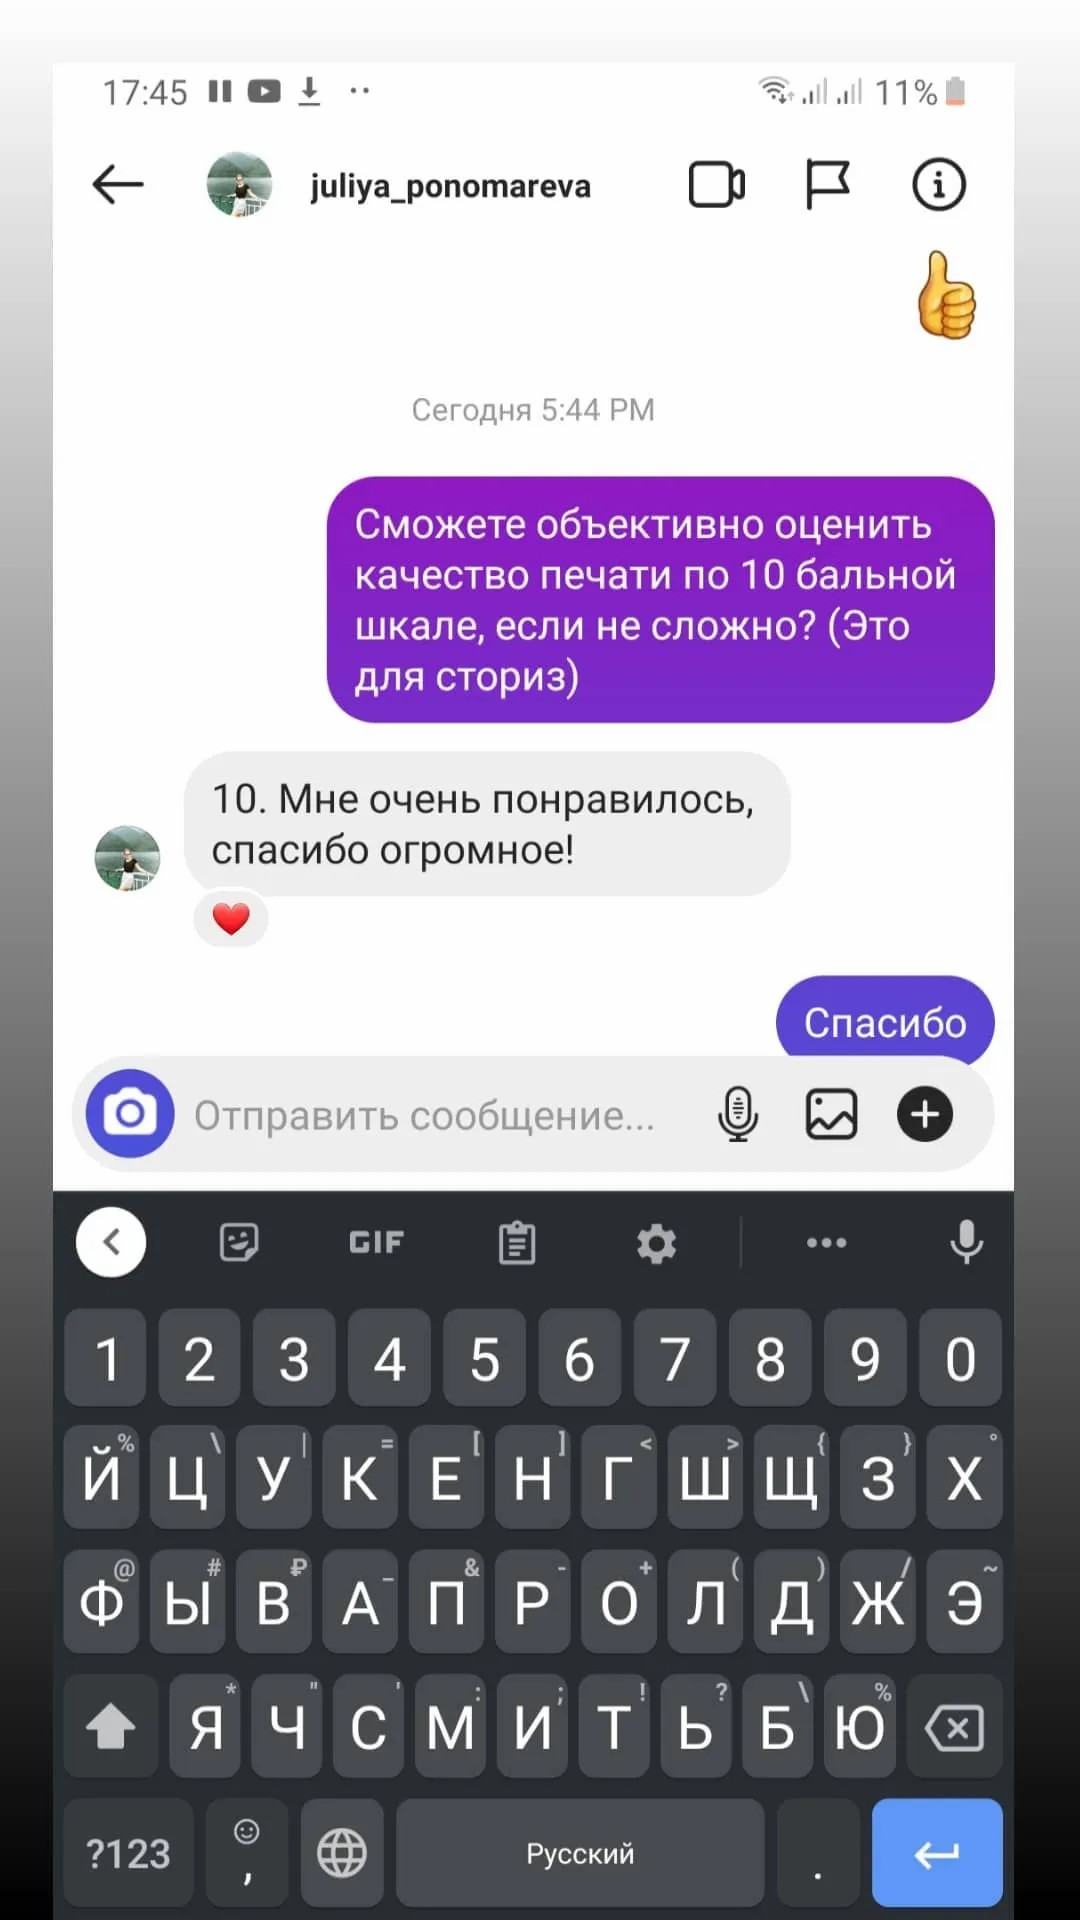 17:45 11%
juliya_ponomareva
Сегодня 5:44 PM
Сможете объективно оценить
качество печати по 10 бальной
шкале, если не сложно? (Это
для сториз)
10. Мне очень понравилось,
спасибо огромное!
Спасибо
Отправить сообщение...
GIF
1 2 3 4 5 6 7 8 9 0
% \ | = [ ] < > { } °
Й Ц У К Е Н Г Ш Щ З Х
@ # ₽ _ & - + ( ) / ~
Ф Ы В А П Р О Л Д Ж Э
* " ' : ; ! ? \ %
Я Ч С М И Т Ь Б Ю
?123 , Русский .